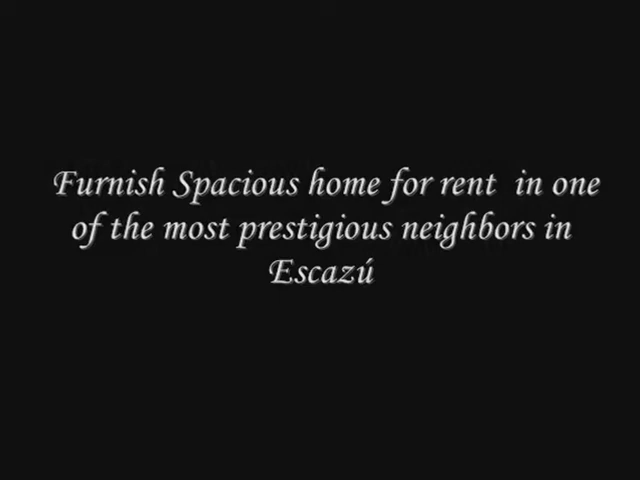 Furnish Spacious home for rent in one
of the most prestigious neighbors in
Escazú